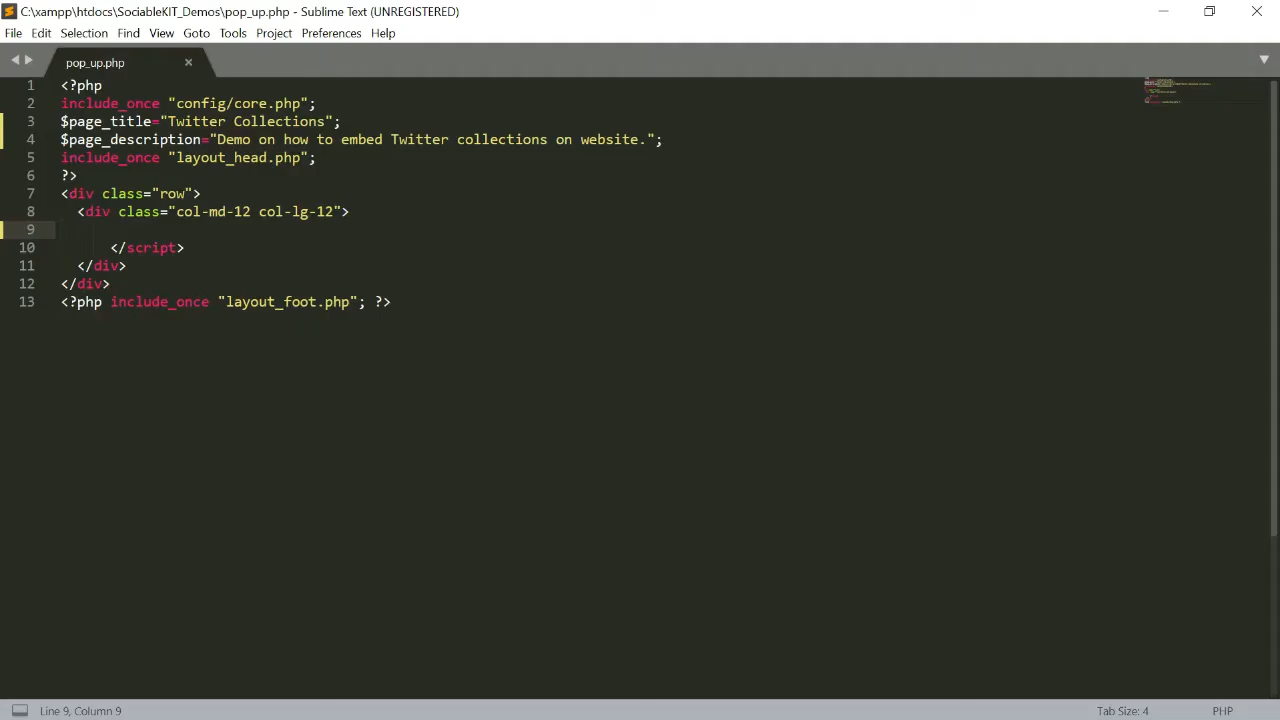 C:\xampp\htdocs\SociableKIT_Demos\pop_up.php - Sublime Text (UNREGISTERED)
File Edit Selection Find View Goto Tools Project Preferences Help
pop_up.php
1 <?php
2 include_once "config/core.php";
3 $page_title="Twitter Collections";
4 $page_description="Demo on how to embed Twitter collections on website.";
5 include_once "layout_head.php";
6 ?>
7 <div class="row">
8 <div class="col-md-12 col-lg-12">
9
10 </script>
11 </div>
12 </div>
13 <?php include_once "layout_foot.php"; ?>
Line 9, Column 9 Tab Size: 4 PHP